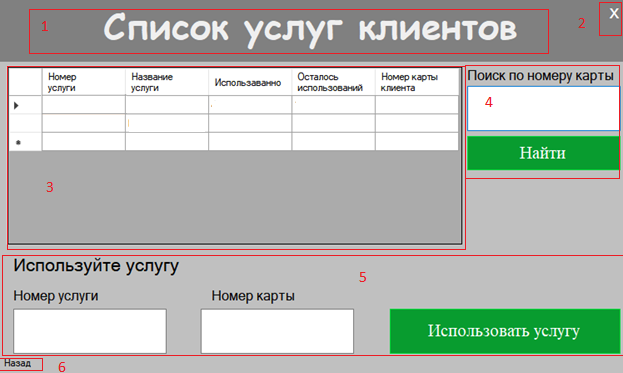 1 Список услуг клиентов 2 X
Номер услуги Название услуги Использаванно Осталось использований Номер карты клиента
Поиск по номеру карты
4
Найти
3
Используйте услугу
5
Номер услуги Номер карты
Использовать услугу
Назад 6